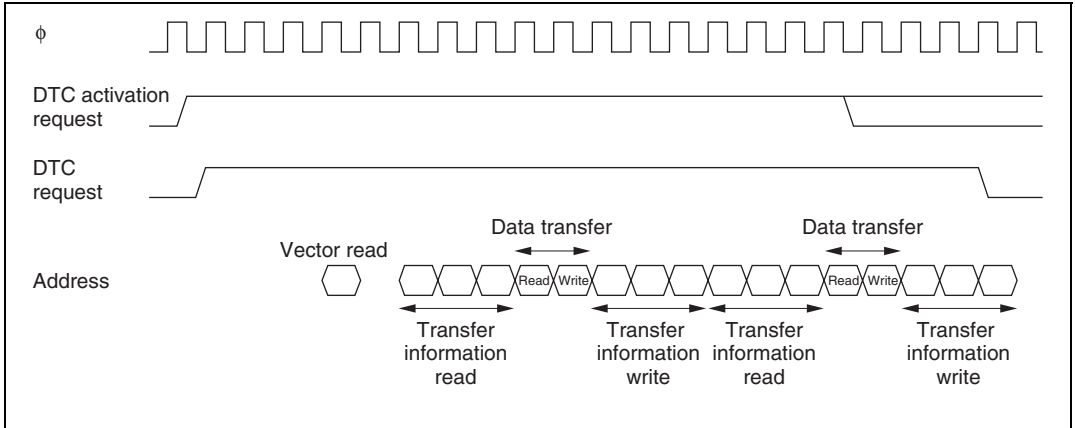 ϕ
DTC activation
request
DTC
request
Data transfer
Data transfer
Vector read
Address
Read
Write
Read
Write
Transfer
information
read
Transfer
information
write
Transfer
information
read
Transfer
information
write